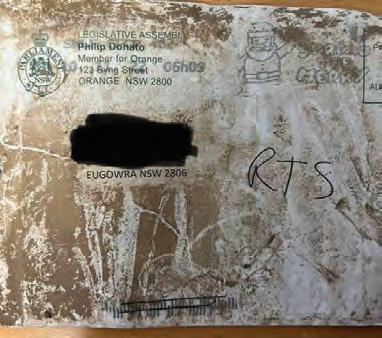 LEGISLATIVE ASSEMBLY
Philip Donato
Member for Orange
123 Byng Street 06h09
ORANGE NSW 2800
PARLIAMENT
NSW
MERRY
EUGOWRA NSW 2806
RTS